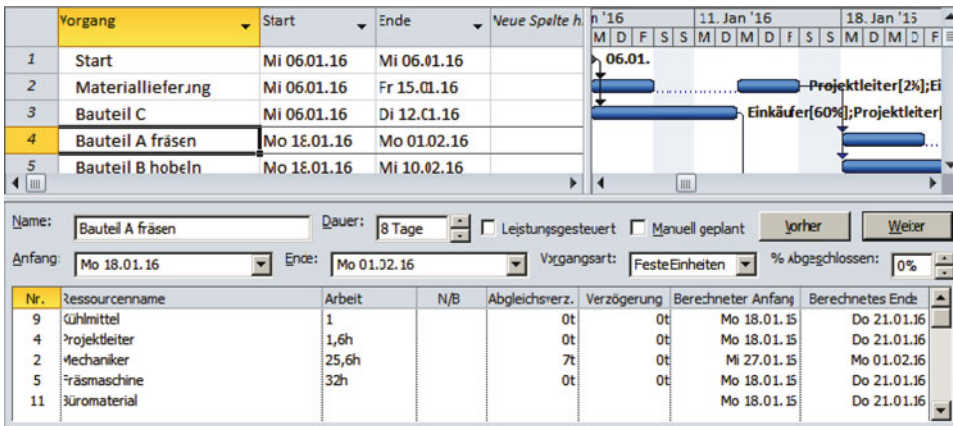 Vorgang Start Ende Neue Spalte h. n '16 11. Jan '16 18. Jan '15
M D F S S M D M D F S S M D M D F
1 Start Mi 06.01.16 Mi 06.01.16 06.01.
2 Materiallieferung Mi 06.01.16 Fr 15.01.16 Projektleiter[2%];Ei
3 Bauteil C Mi 06.01.16 Di 12.01.16 Einkäufer[60%];Projektleiter[
4 Bauteil A fräsen Mo 18.01.16 Mo 01.02.16
5 Bauteil B hobeln Mo 18.01.16 Mi 10.02.16
Name: Bauteil A fräsen Dauer: 8 Tage Leistungsgesteuert Manuell geplant Vorher Weiter
Anfang: Mo 18.01.16 Ende: Mo 01.02.16 Vorgangsart: Feste Einheiten % Abgeschlossen: 0%
Nr. Ressourcenname Arbeit N/B Abgleichsverz. Verzögerung Berechneter Anfang Berechnetes Ende
9 Kühlmittel 1 0t 0t Mo 18.01.15 Do 21.01.16
4 Projektleiter 1,6h 0t 0t Mo 18.01.15 Do 21.01.16
2 Mechaniker 25,6h 7t 0t Mi 27.01.15 Mo 01.02.16
5 Fräsmaschine 32h 0t 0t Mo 18.01.15 Do 21.01.16
11 Büromaterial Mo 18.01.15 Do 21.01.16